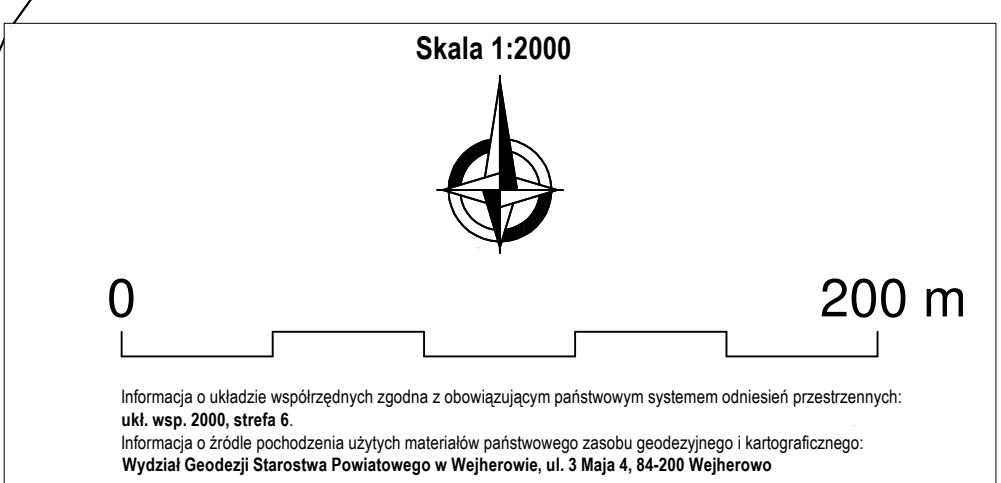 Skala 1:2000
0 200 m
Informacja o układzie współrzędnych zgodna z obowiązującym państwowym systemem odniesień przestrzennych:
ukł. wsp. 2000, strefa 6.
Informacja o źródle pochodzenia użytych materiałów państwowego zasobu geodezyjnego i kartograficznego:
Wydział Geodezji Starostwa Powiatowego w Wejherowie, ul. 3 Maja 4, 84-200 Wejherowo